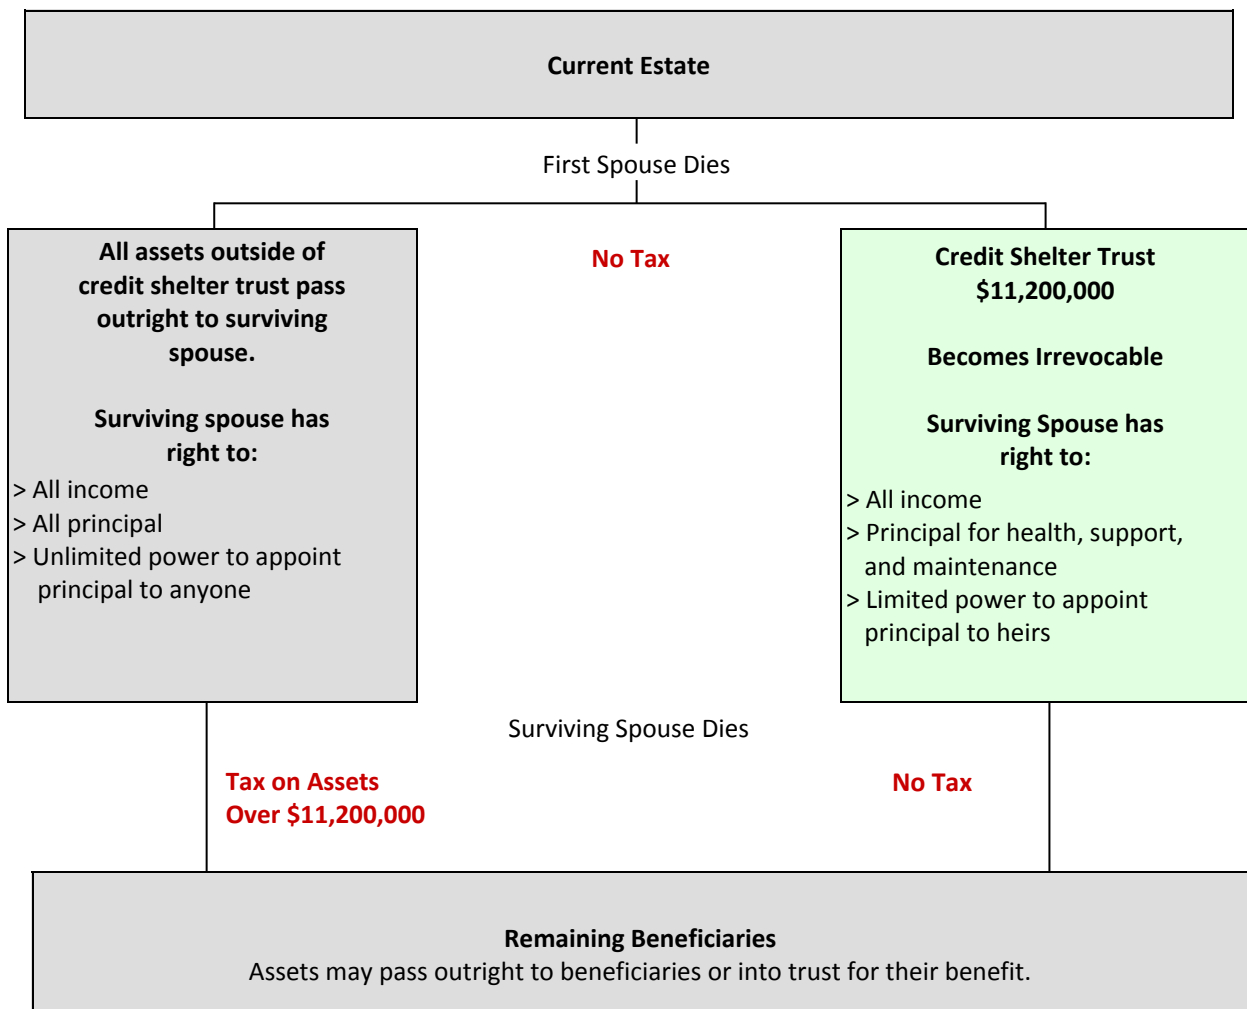 Current Estate
First Spouse Dies
All assets outside of
credit shelter trust pass
outright to surviving
spouse.
Surviving spouse has
right to:
> All income
> All principal
> Unlimited power to appoint
principal to anyone
No Tax
Credit Shelter Trust
$11,200,000
Becomes Irrevocable
Surviving Spouse has
right to:
> All income
> Principal for health, support,
and maintenance
> Limited power to appoint
principal to heirs
Surviving Spouse Dies
Tax on Assets
Over $11,200,000
No Tax
Remaining Beneficiaries
Assets may pass outright to beneficiaries or into trust for their benefit.